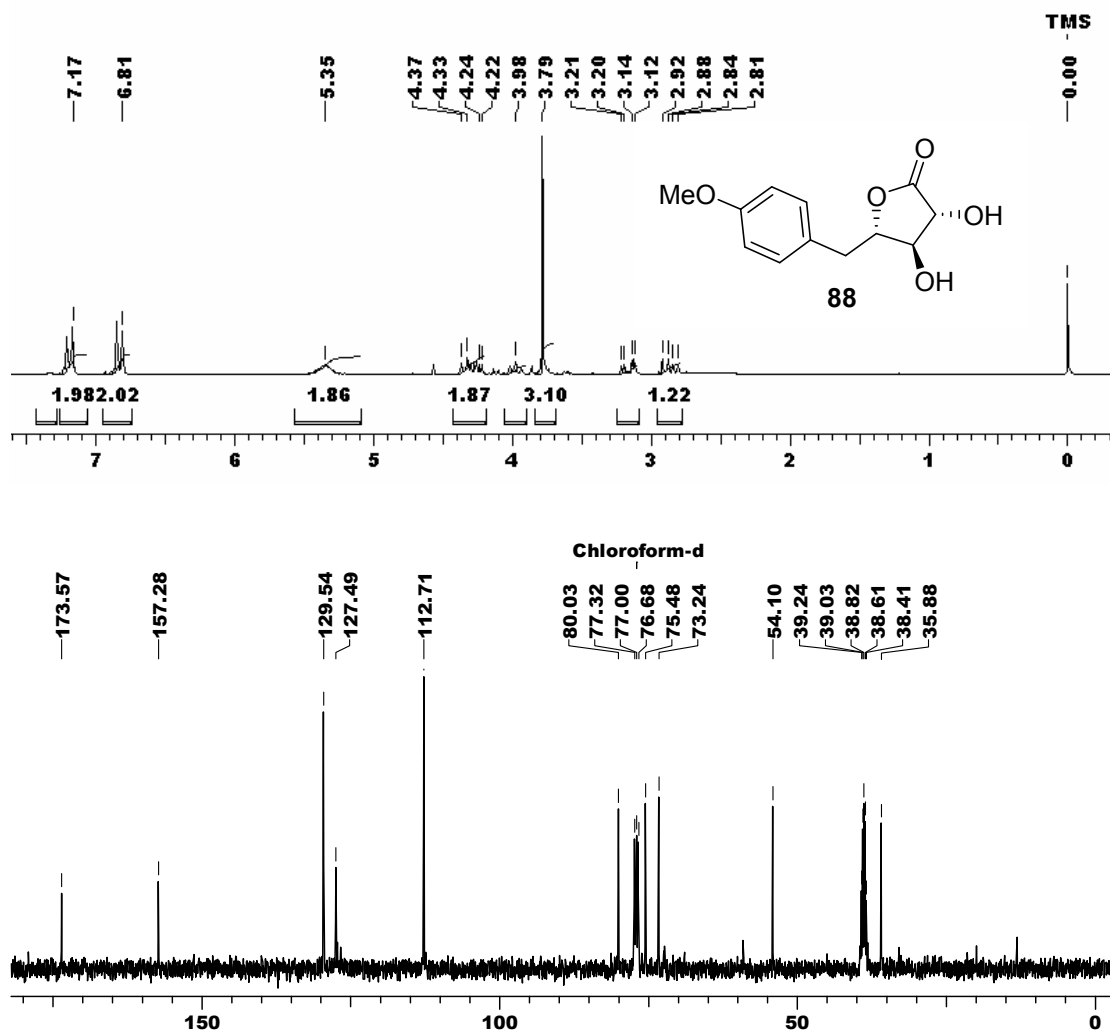 TMS
7.17 6.81 5.35 4.37 4.33 4.24 4.22 3.98 3.79 3.21 3.20 3.14 3.12 2.92 2.88 2.84 2.81 0.00
O
MeO O OH
OH
88
1.98 2.02 1.86 1.87 3.10 1.22
7 6 5 4 3 2 1 0
Chloroform-d
173.57 157.28 129.54 127.49 112.71 80.03 77.32 77.00 76.68 75.48 73.24 54.10 39.24 39.03 38.82 38.61 38.41 35.88
150 100 50 0